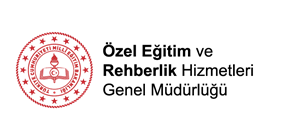 Özel Eğitim ve
Rehberlik Hizmetleri
Genel Müdürlüğü